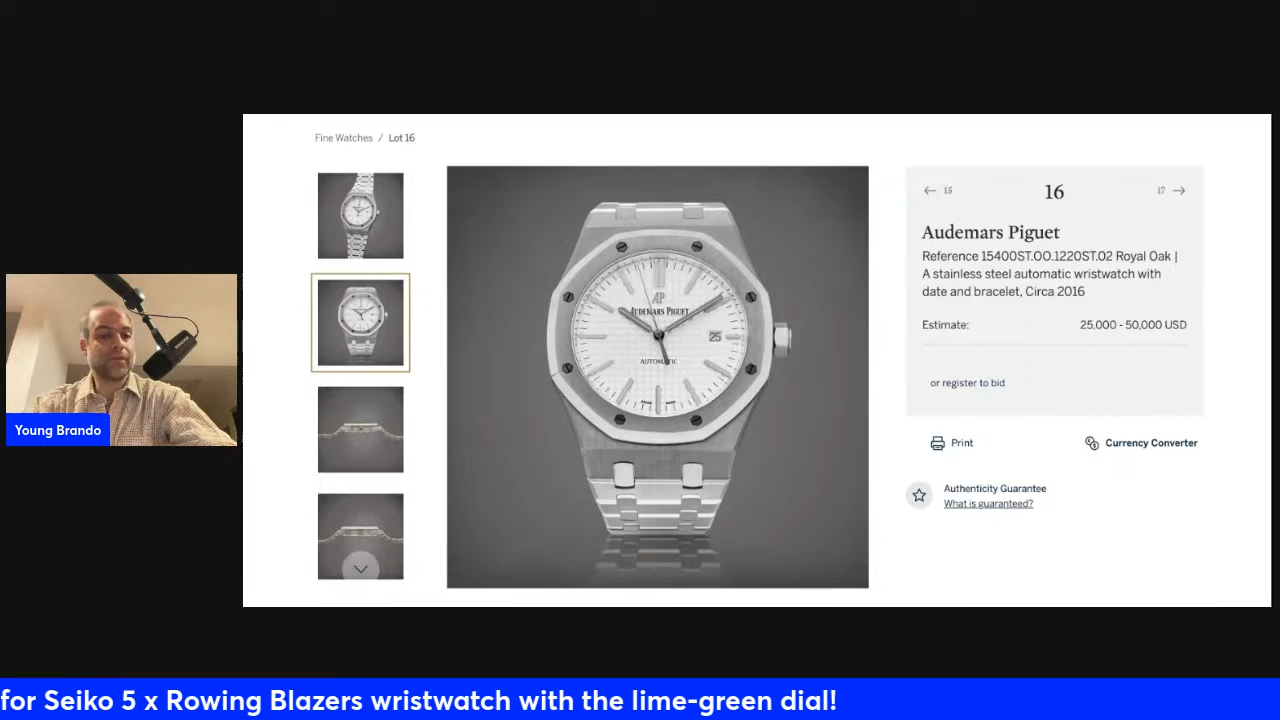 Fine Watches / Lot 16
← 15
16
17 →
Audemars Piguet
Reference 15400ST.OO.1220ST.02 Royal Oak |
A stainless steel automatic wristwatch with
date and bracelet, Circa 2016
Estimate:
25,000 - 50,000 USD
or register to bid
Print
Currency Converter
Authenticity Guarantee
What is guaranteed?
AP
AUDEMARS PIGUET
25
AUTOMATIC
Young Brando
for Seiko 5 x Rowing Blazers wristwatch with the lime-green dial!